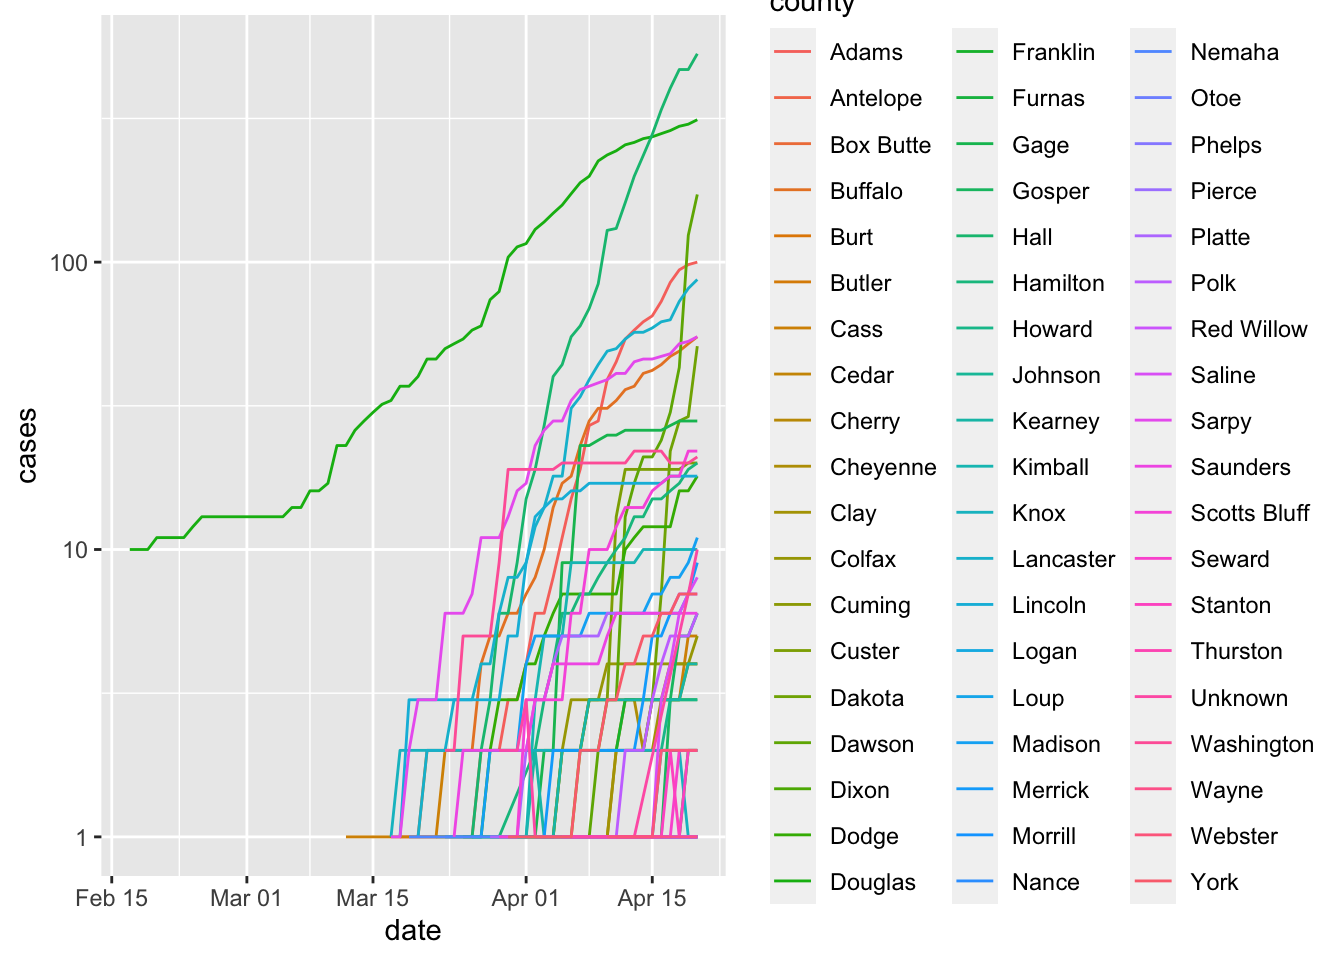 county
Adams
Antelope
Box Butte
Buffalo
Burt
Butler
Cass
Cedar
Cherry
Cheyenne
Clay
Colfax
Cuming
Custer
Dakota
Dawson
Dixon
Dodge
Douglas
Franklin
Furnas
Gage
Gosper
Hall
Hamilton
Howard
Johnson
Kearney
Kimball
Knox
Lancaster
Lincoln
Logan
Loup
Madison
Merrick
Morrill
Nance
Nemaha
Otoe
Phelps
Pierce
Platte
Polk
Red Willow
Saline
Sarpy
Saunders
Scotts Bluff
Seward
Stanton
Thurston
Unknown
Washington
Wayne
Webster
York
cases
100
10
1
Feb 15
Mar 01
Mar 15
Apr 01
Apr 15
date